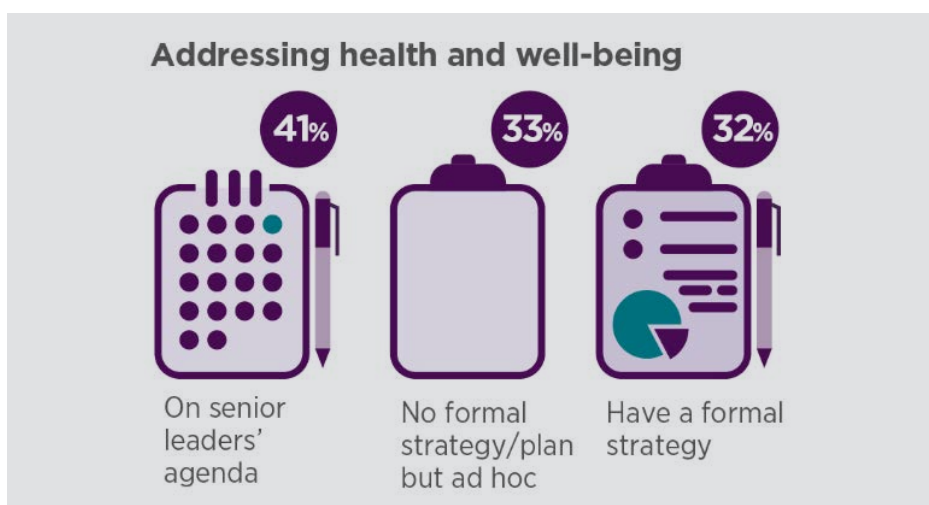 Addressing health and well-being
41%
33%
32%
On senior
leaders’
agenda
No formal
strategy/plan
but ad hoc
Have a formal
strategy